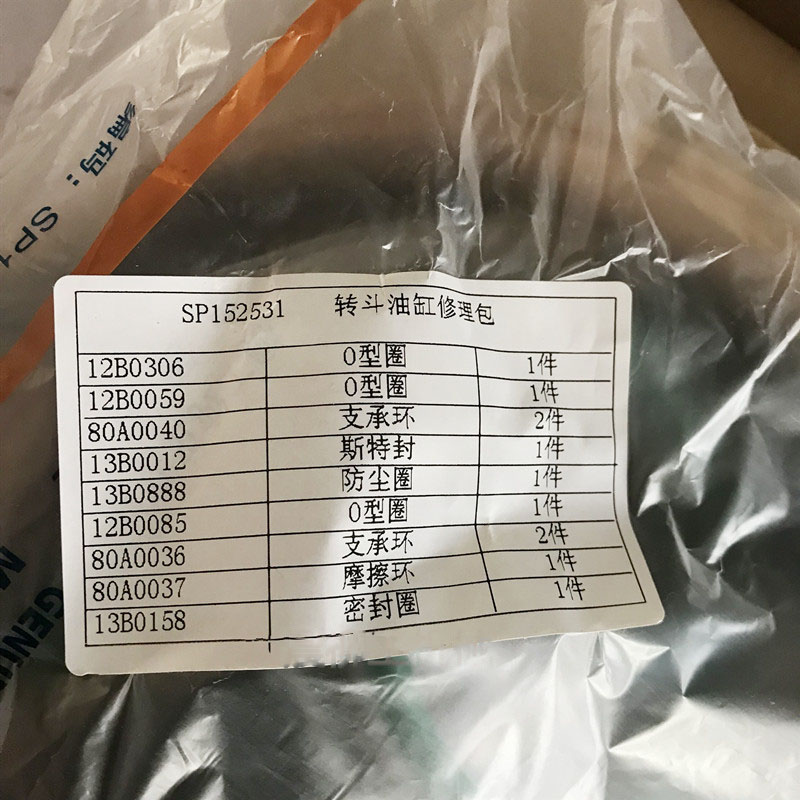 编码：SP1
SP152531 转斗油缸修理包
12B0306 O型圈 1件
12B0059 O型圈 1件
80A0040 支承环 2件
13B0012 斯特封 1件
13B0888 防尘圈 1件
12B0085 O型圈 1件
80A0036 支承环 2件
80A0037 摩擦环 1件
13B0158 密封圈 1件